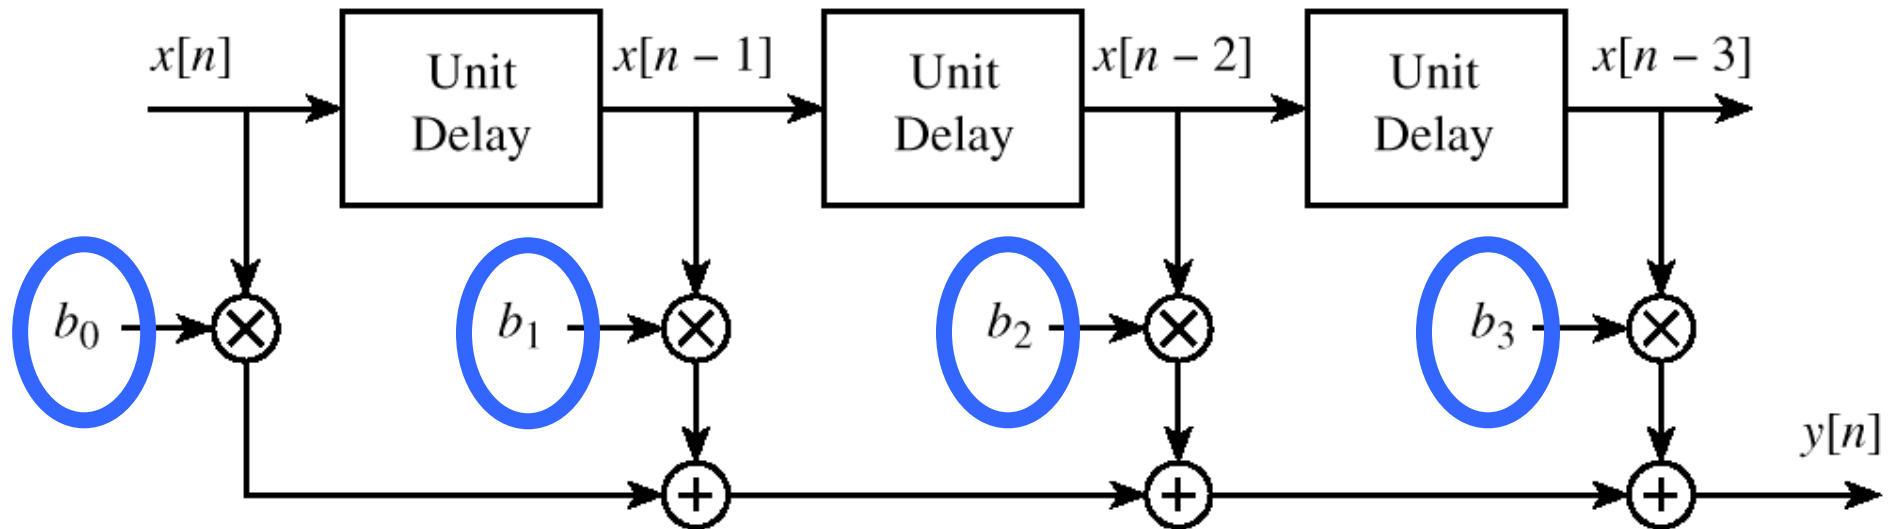 x[n]
Unit
Delay
x[n – 1]
Unit
Delay
x[n – 2]
Unit
Delay
x[n – 3]
b₀
b₁
b₂
b₃
y[n]